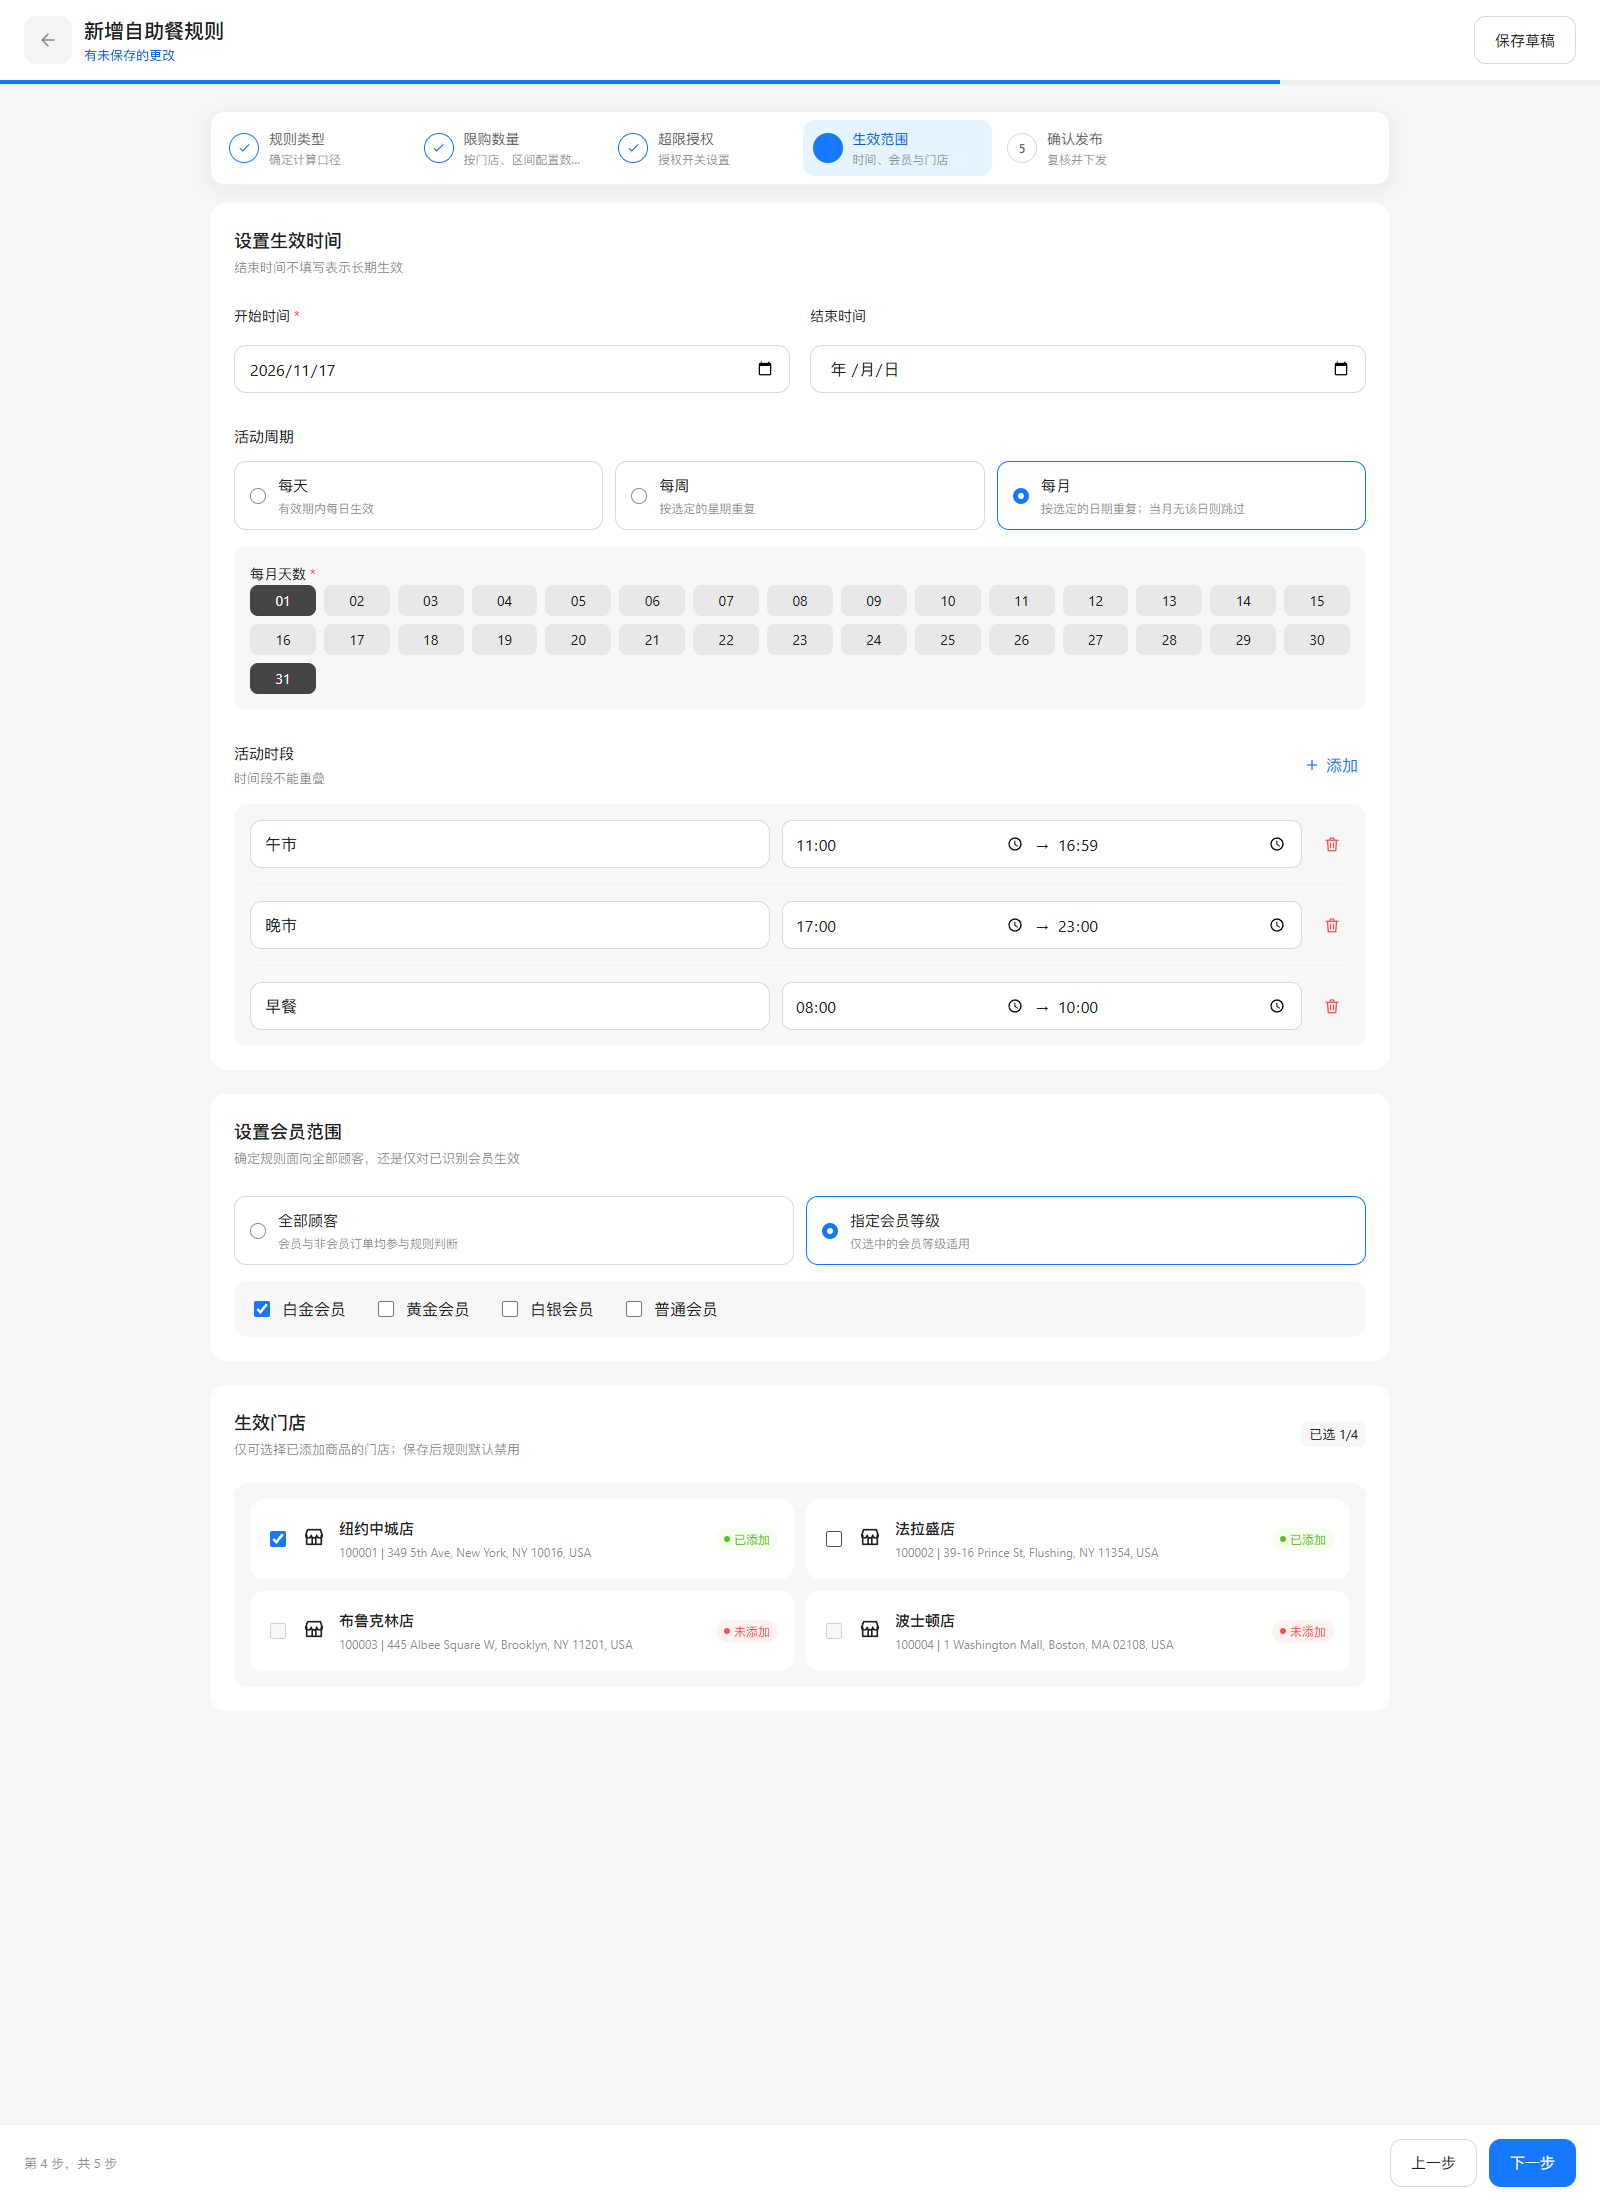 新增自助餐规则
有未保存的更改
保存草稿
规则类型
确定计算口径
限购数量
按门店、区间配置数...
超限授权
授权开关设置
生效范围
时间、会员与门店
5
确认发布
复核并下发
设置生效时间
结束时间不填写表示长期生效
开始时间 *
结束时间
2026/11/17
年 /月/日
活动周期
每天
有效期内每日生效
每周
按选定的星期重复
每月
按选定的日期重复；当月无该日则跳过
每月天数 *
01 02 03 04 05 06 07 08 09 10 11 12 13 14 15
16 17 18 19 20 21 22 23 24 25 26 27 28 29 30
31
活动时段
时间段不能重叠
+ 添加
午市 11:00 → 16:59
晚市 17:00 → 23:00
早餐 08:00 → 10:00
设置会员范围
确定规则面向全部顾客，还是仅对已识别会员生效
全部顾客
会员与非会员订单均参与规则判断
指定会员等级
仅选中的会员等级适用
白金会员 黄金会员 白银会员 普通会员
生效门店
仅可选择已添加商品的门店；保存后规则默认禁用
已选 1/4
纽约中城店
100001 | 349 5th Ave, New York, NY 10016, USA
已添加
法拉盛店
100002 | 39-16 Prince St, Flushing, NY 11354, USA
已添加
布鲁克林店
100003 | 445 Albee Square W, Brooklyn, NY 11201, USA
未添加
波士顿店
100004 | 1 Washington Mall, Boston, MA 02108, USA
未添加
第 4 步，共 5 步
上一步
下一步